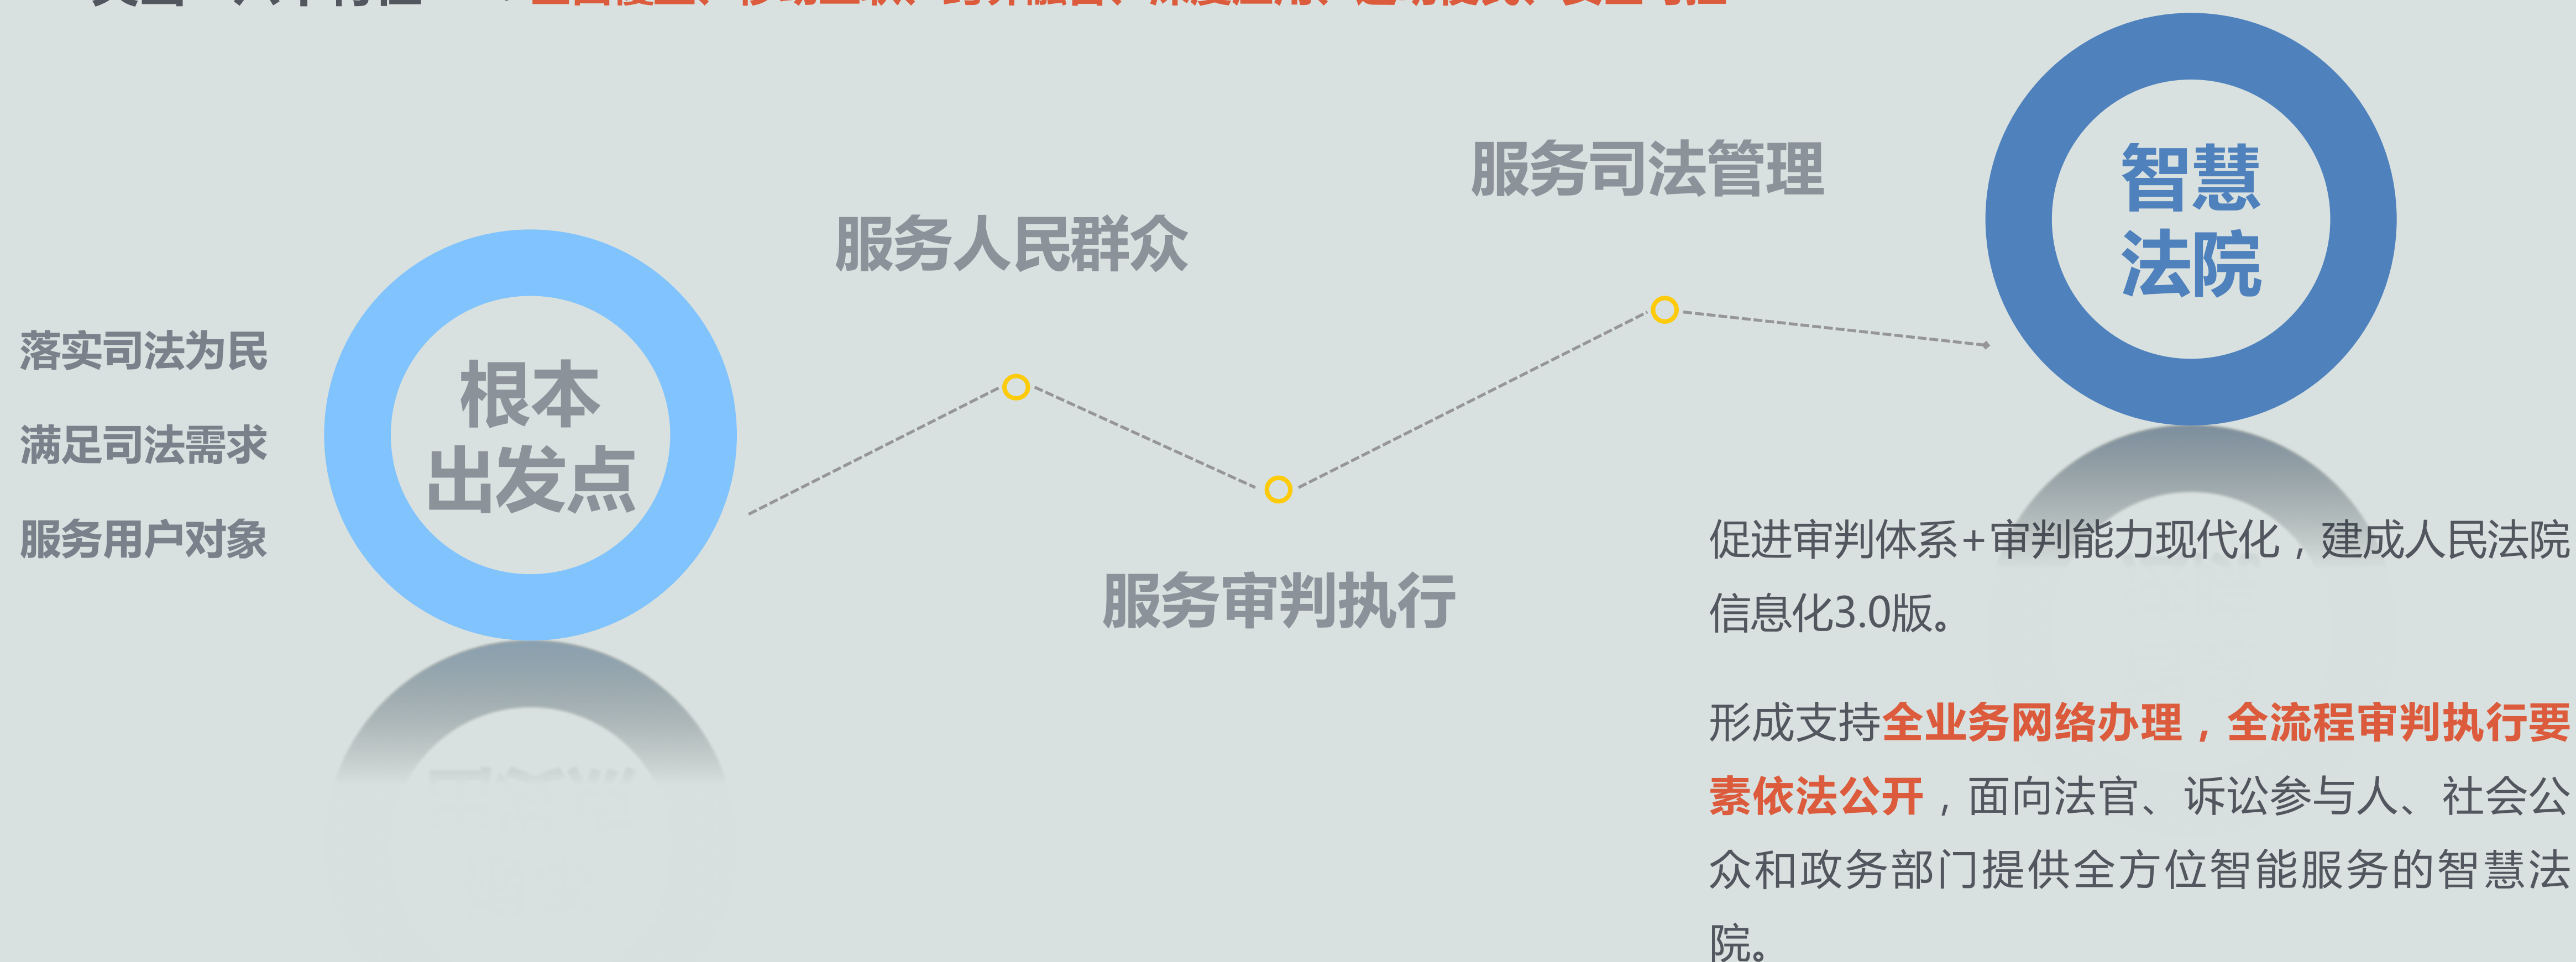 服务司法管理
智慧
法院
服务人民群众
落实司法为民
根本
出发点
满足司法需求
服务用户对象
服务审判执行
促进审判体系+审判能力现代化，建成人民法院
信息化3.0版。
形成支持全业务网络办理，全流程审判执行要
素依法公开，面向法官、诉讼参与人、社会公
众和政务部门提供全方位智能服务的智慧法
院。